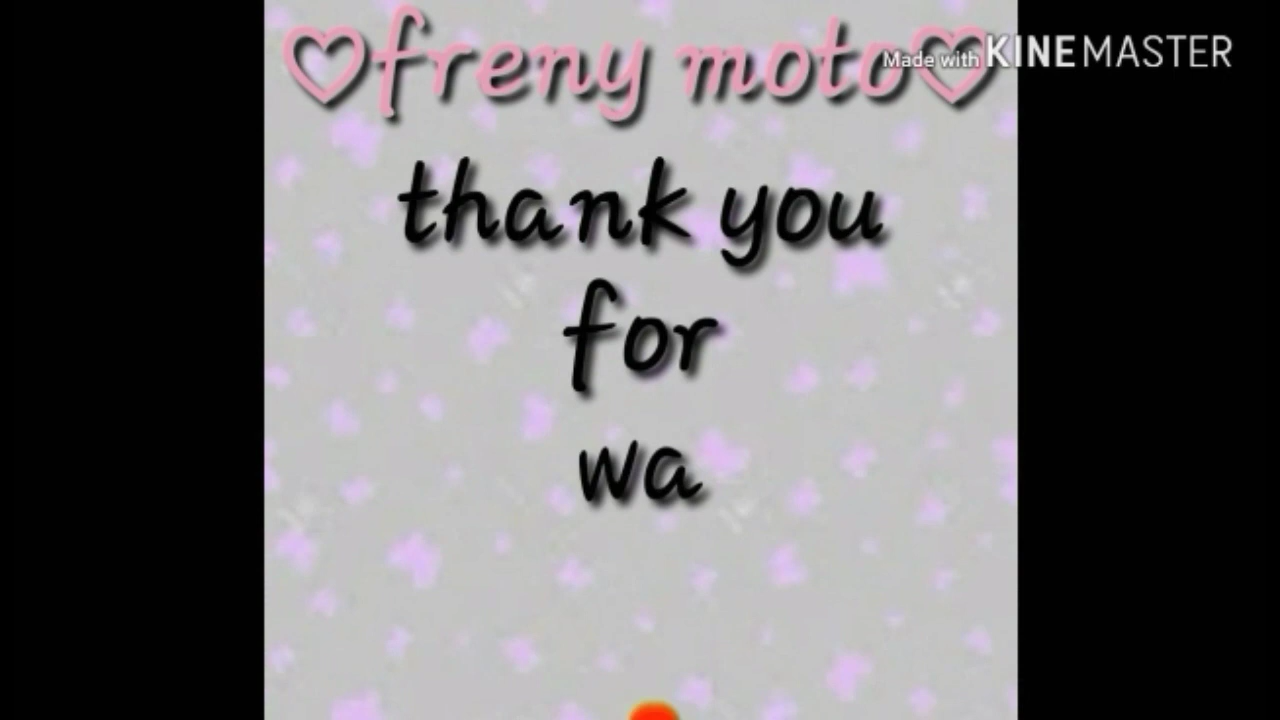 ♡freny moto♡
Made with KINEMASTER
thank you
for
wa